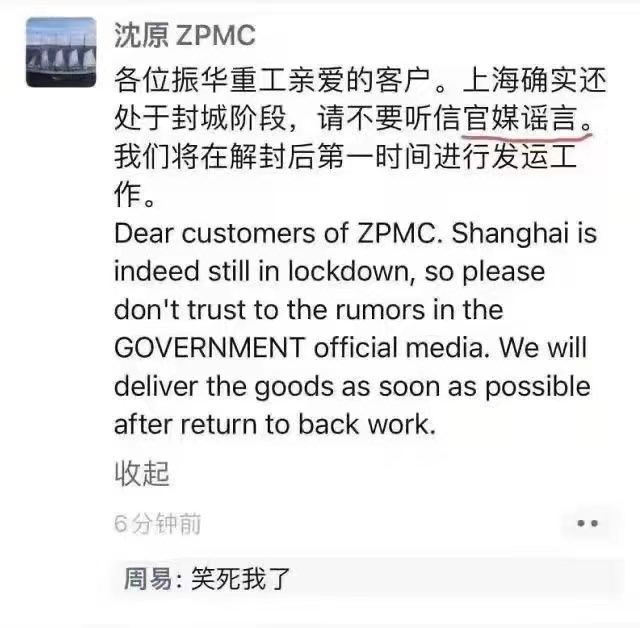 沈原 ZPMC
各位振华重工亲爱的客户。上海确实还
处于封城阶段，请不要听信官媒谣言。
我们将在解封后第一时间进行发运工
作。
Dear customers of ZPMC. Shanghai is
indeed still in lockdown, so please
don't trust to the rumors in the
GOVERNMENT official media. We will
deliver the goods as soon as possible
after return to back work.
收起
6分钟前
周易: 笑死我了